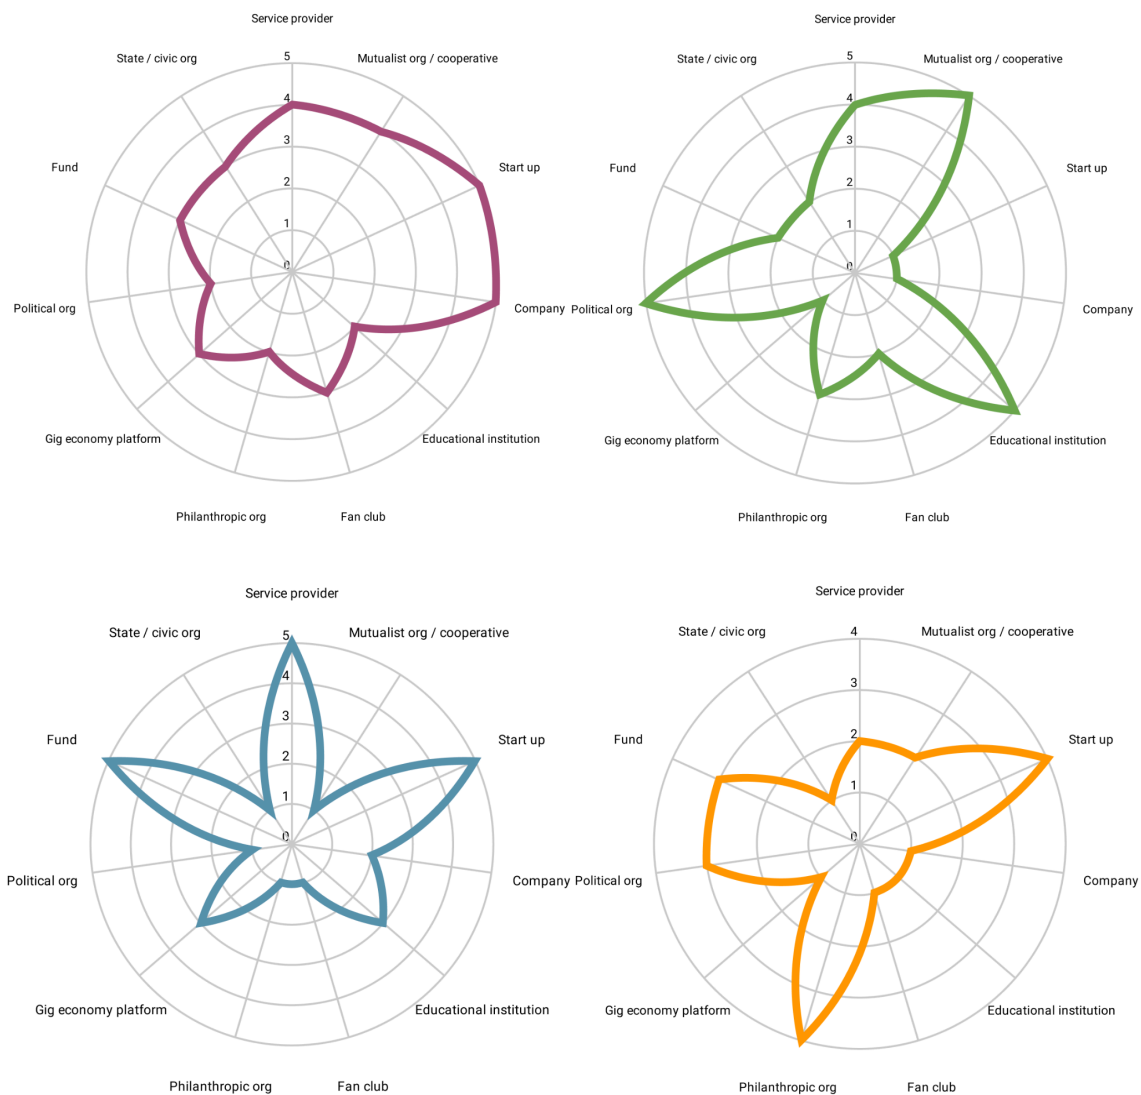 Service provider
State / civic org
5
Mutualist org / cooperative
4
Fund
3
Start up
2
1
0
Political org
Company
Gig economy platform
Educational institution
Philanthropic org
Fan club
Service provider
State / civic org
5
Mutualist org / cooperative
4
Fund
3
Start up
2
1
0
Political org
Company
Gig economy platform
Educational institution
Philanthropic org
Fan club
Service provider
State / civic org
5
Mutualist org / cooperative
4
Fund
3
Start up
2
1
0
Political org
Company
Gig economy platform
Educational institution
Philanthropic org
Fan club
Service provider
State / civic org
4
Mutualist org / cooperative
3
Fund
Start up
2
1
0
Political org
Company
Gig economy platform
Educational institution
Philanthropic org
Fan club